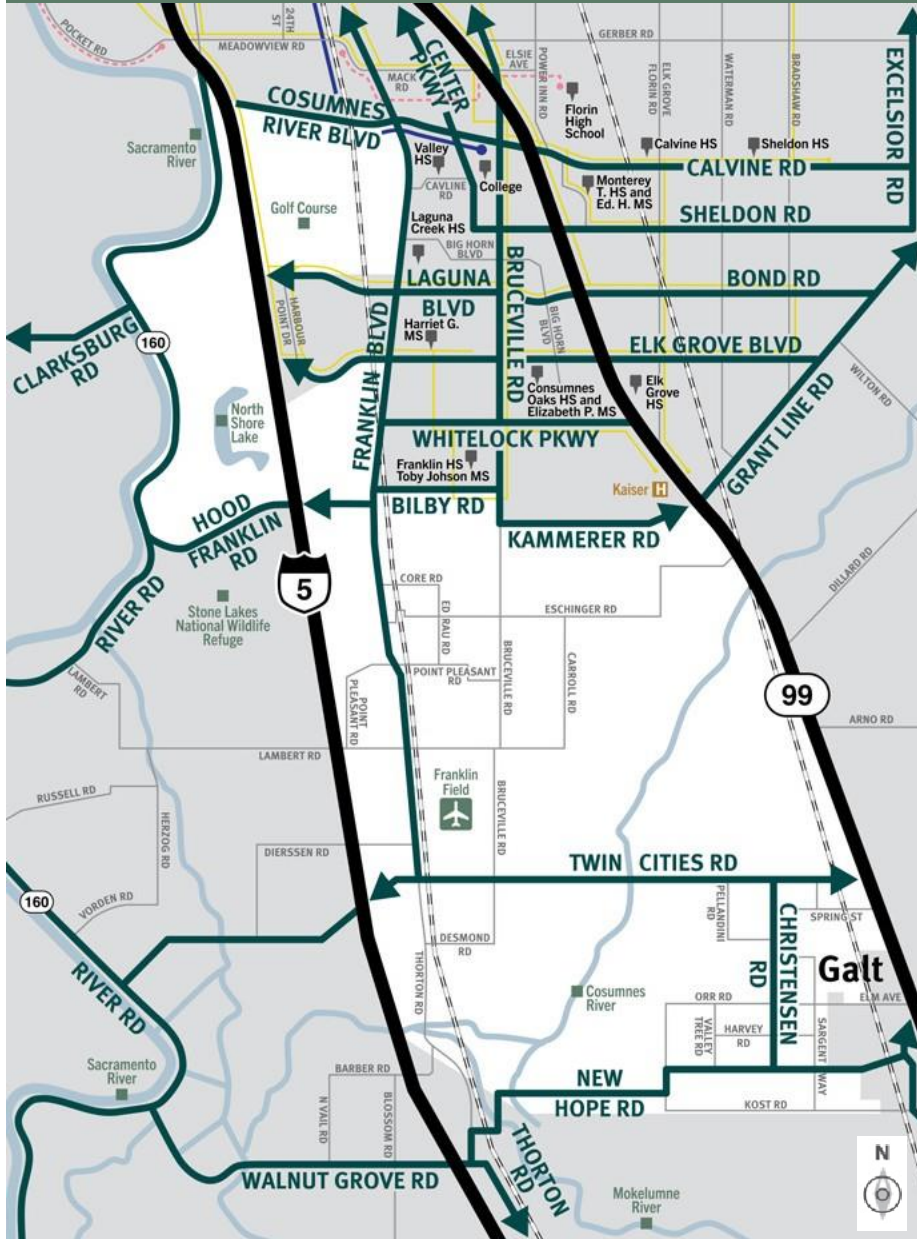 POCKET RD
24TH
ST
MEADOWVIEW RD
CENTER
PKWY
MACK
RD
ELSIE
AVE
POWER INN RD
GERBER RD
ELK GROVE
FLORIN RD
WATERMAN RD
BRADSHAW RD
EXCELSIOR
RD
COSUMNES
RIVER BLVD
Florin
High
School
Sacramento
River
Valley
HS
CAVLINE RD
College
Calvine HS
Sheldon HS
CALVINE RD
Monterey
T. HS and
Ed. H. MS
Golf Course
Laguna
Creek HS
BIG HORN
BLVD
SHELDON RD
BRUCEVILLE RD
LAGUNA
BLVD
BOND RD
HARBOUR
POINT DR
FRANKLIN BLVD
Harriet G.
MS
BIG HORN
BLVD
160
CLARKSBURG
RD
ELK GROVE BLVD
WILTON RD
Consumnes
Oaks HS and
Elizabeth P. MS
Elk
Grove
HS
GRANT LINE RD
North
Shore
Lake
WHITELOCK PKWY
Franklin HS
Toby Johson MS
Kaiser H
HOOD
FRANKLIN
RD
BILBY RD
KAMMERER RD
5
RIVER RD
Stone Lakes
National Wildlife
Refuge
CORE RD
ED RAU RD
ESCHINGER RD
DILLARD RD
LAMBERT
RD
POINT
PLEASANT RD
POINT PLEASANT
RD
BRUCEVILLE RD
CARROLL RD
99
ARNO RD
LAMBERT RD
RUSSELL RD
HERZOG RD
Franklin
Field
BRUCEVILLE RD
DIERSSEN RD
TWIN CITIES RD
160
VORDEN RD
PELLANDINI
RD
CHRISTENSEN
RD
SPRING ST
DESMOND
RD
THORTON RD
RIVER RD
Galt
Cosumnes
River
ORR RD
ELM AVE
VALLEY
TREE RD
HARVEY
RD
SARGENT WAY
Sacramento
River
BARBER RD
N VAIL RD
BLOSSOM RD
NEW
HOPE RD
KOST RD
WALNUT GROVE RD
THORTON
RD
Mokelumne
River
N